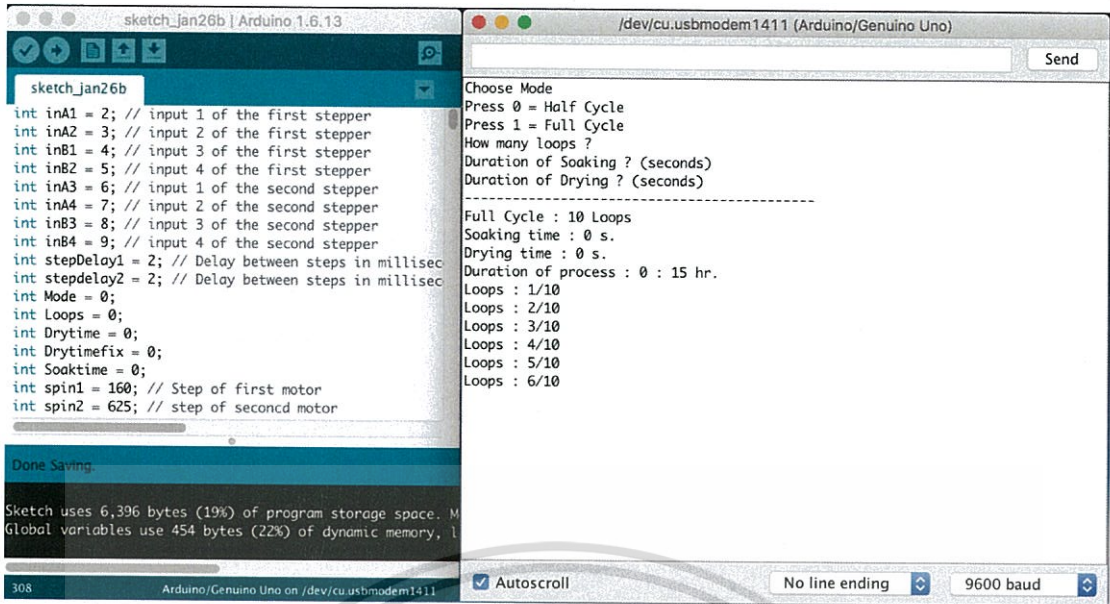 sketch_jan26b | Arduino 1.6.13
sketch_jan26b
int inA1 = 2; // input 1 of the first stepper
int inA2 = 3; // input 2 of the first stepper
int inB1 = 4; // input 3 of the first stepper
int inB2 = 5; // input 4 of the first stepper
int inA3 = 6; // input 1 of the second stepper
int inA4 = 7; // input 2 of the second stepper
int inB3 = 8; // input 3 of the second stepper
int inB4 = 9; // input 4 of the second stepper
int stepDelay1 = 2; // Delay between steps in millisec
int stepdelay2 = 2; // Delay between steps in millisec
int Mode = 0;
int Loops = 0;
int Drytime = 0;
int Drytimefix = 0;
int Soaktime = 0;
int spin1 = 160; // Step of first motor
int spin2 = 625; // step of seconcd motor
Done Saving.
Sketch uses 6,396 bytes (19%) of program storage space. M
Global variables use 454 bytes (22%) of dynamic memory, l
308
Arduino/Genuino Uno on /dev/cu.usbmodem1411
/dev/cu.usbmodem1411 (Arduino/Genuino Uno)
Send
Choose Mode
Press 0 = Half Cycle
Press 1 = Full Cycle
How many loops ?
Duration of Soaking ? (seconds)
Duration of Drying ? (seconds)
--------------------------------------------
Full Cycle : 10 Loops
Soaking time : 0 s.
Drying time : 0 s.
Duration of process : 0 : 15 hr.
Loops : 1/10
Loops : 2/10
Loops : 3/10
Loops : 4/10
Loops : 5/10
Loops : 6/10
Autoscroll
No line ending
9600 baud